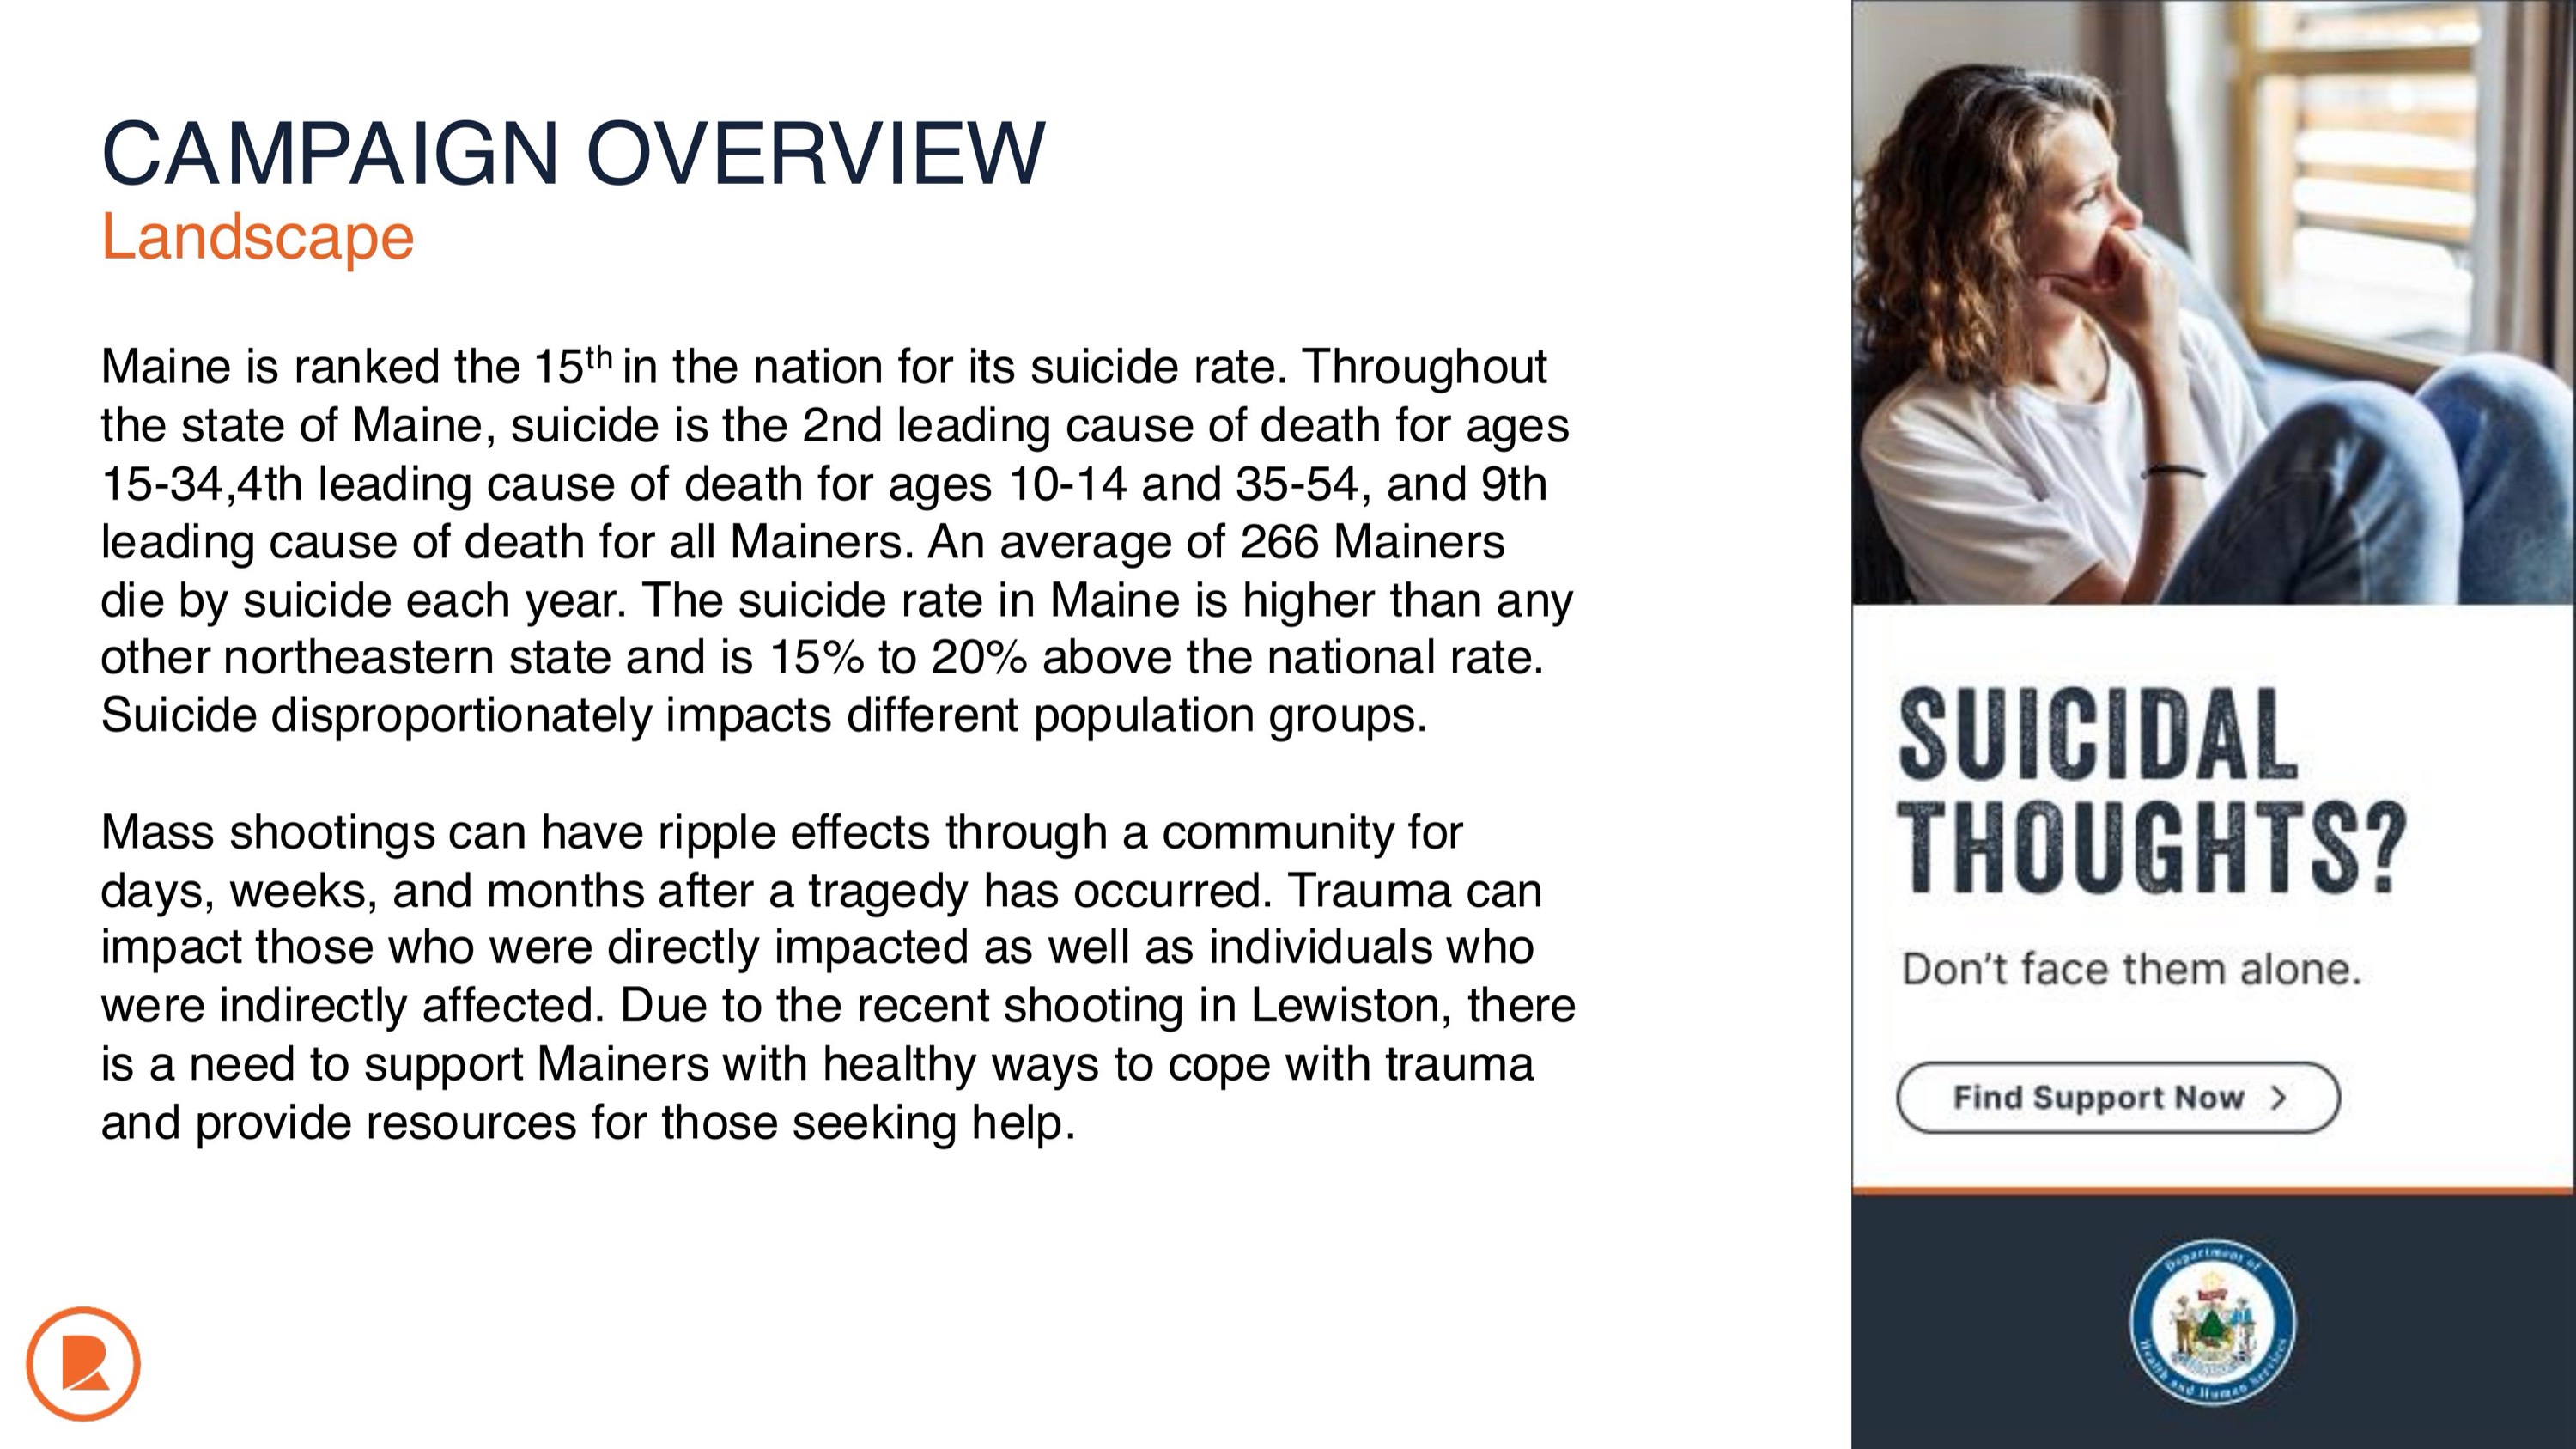 CAMPAIGN OVERVIEW
Landscape
Maine is ranked the 15th in the nation for its suicide rate. Throughout
the state of Maine, suicide is the 2nd leading cause of death for ages
15-34,4th leading cause of death for ages 10-14 and 35-54, and 9th
leading cause of death for all Mainers. An average of 266 Mainers
die by suicide each year. The suicide rate in Maine is higher than any
other northeastern state and is 15% to 20% above the national rate.
Suicide disproportionately impacts different population groups.
Mass shootings can have ripple effects through a community for
days, weeks, and months after a tragedy has occurred. Trauma can
impact those who were directly impacted as well as individuals who
were indirectly affected. Due to the recent shooting in Lewiston, there
is a need to support Mainers with healthy ways to cope with trauma
and provide resources for those seeking help.
SUICIDAL
THOUGHTS?
Don't face them alone.
Find Support Now >
Department of
Health and Human Services
R